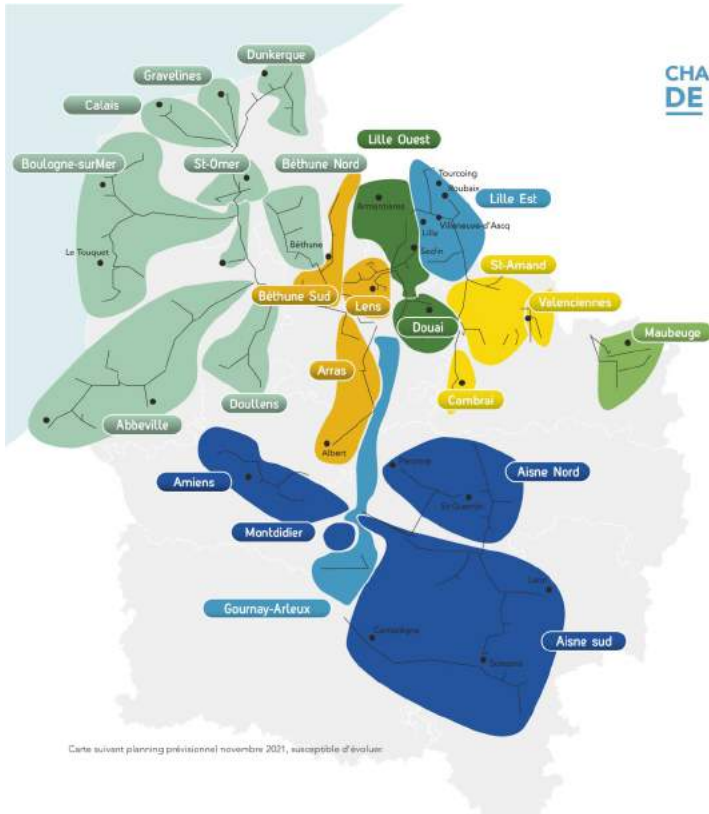 CHA
DE
Dunkerque
Gravelines
Calais
Lille Ouest
Boulogne-surMer
St-Omer
Béthune Nord
Tourcoing
Roubaix
Lille Est
Armentières
Villeneuve-d'Ascq
Lille
Seclin
Le Touquet
Béthune
St-Amand
Béthune Sud
Lens
Valenciennes
Douai
Maubeuge
Arras
Cambrai
Doullens
Abbeville
Albert
Péronne
Aisne Nord
Amiens
St-Quentin
Montdidier
Laon
Gournay-Arleux
Compiègne
Aisne sud
Soissons
Carte suivant planning prévisionnel novembre 2021, susceptible d'évoluer